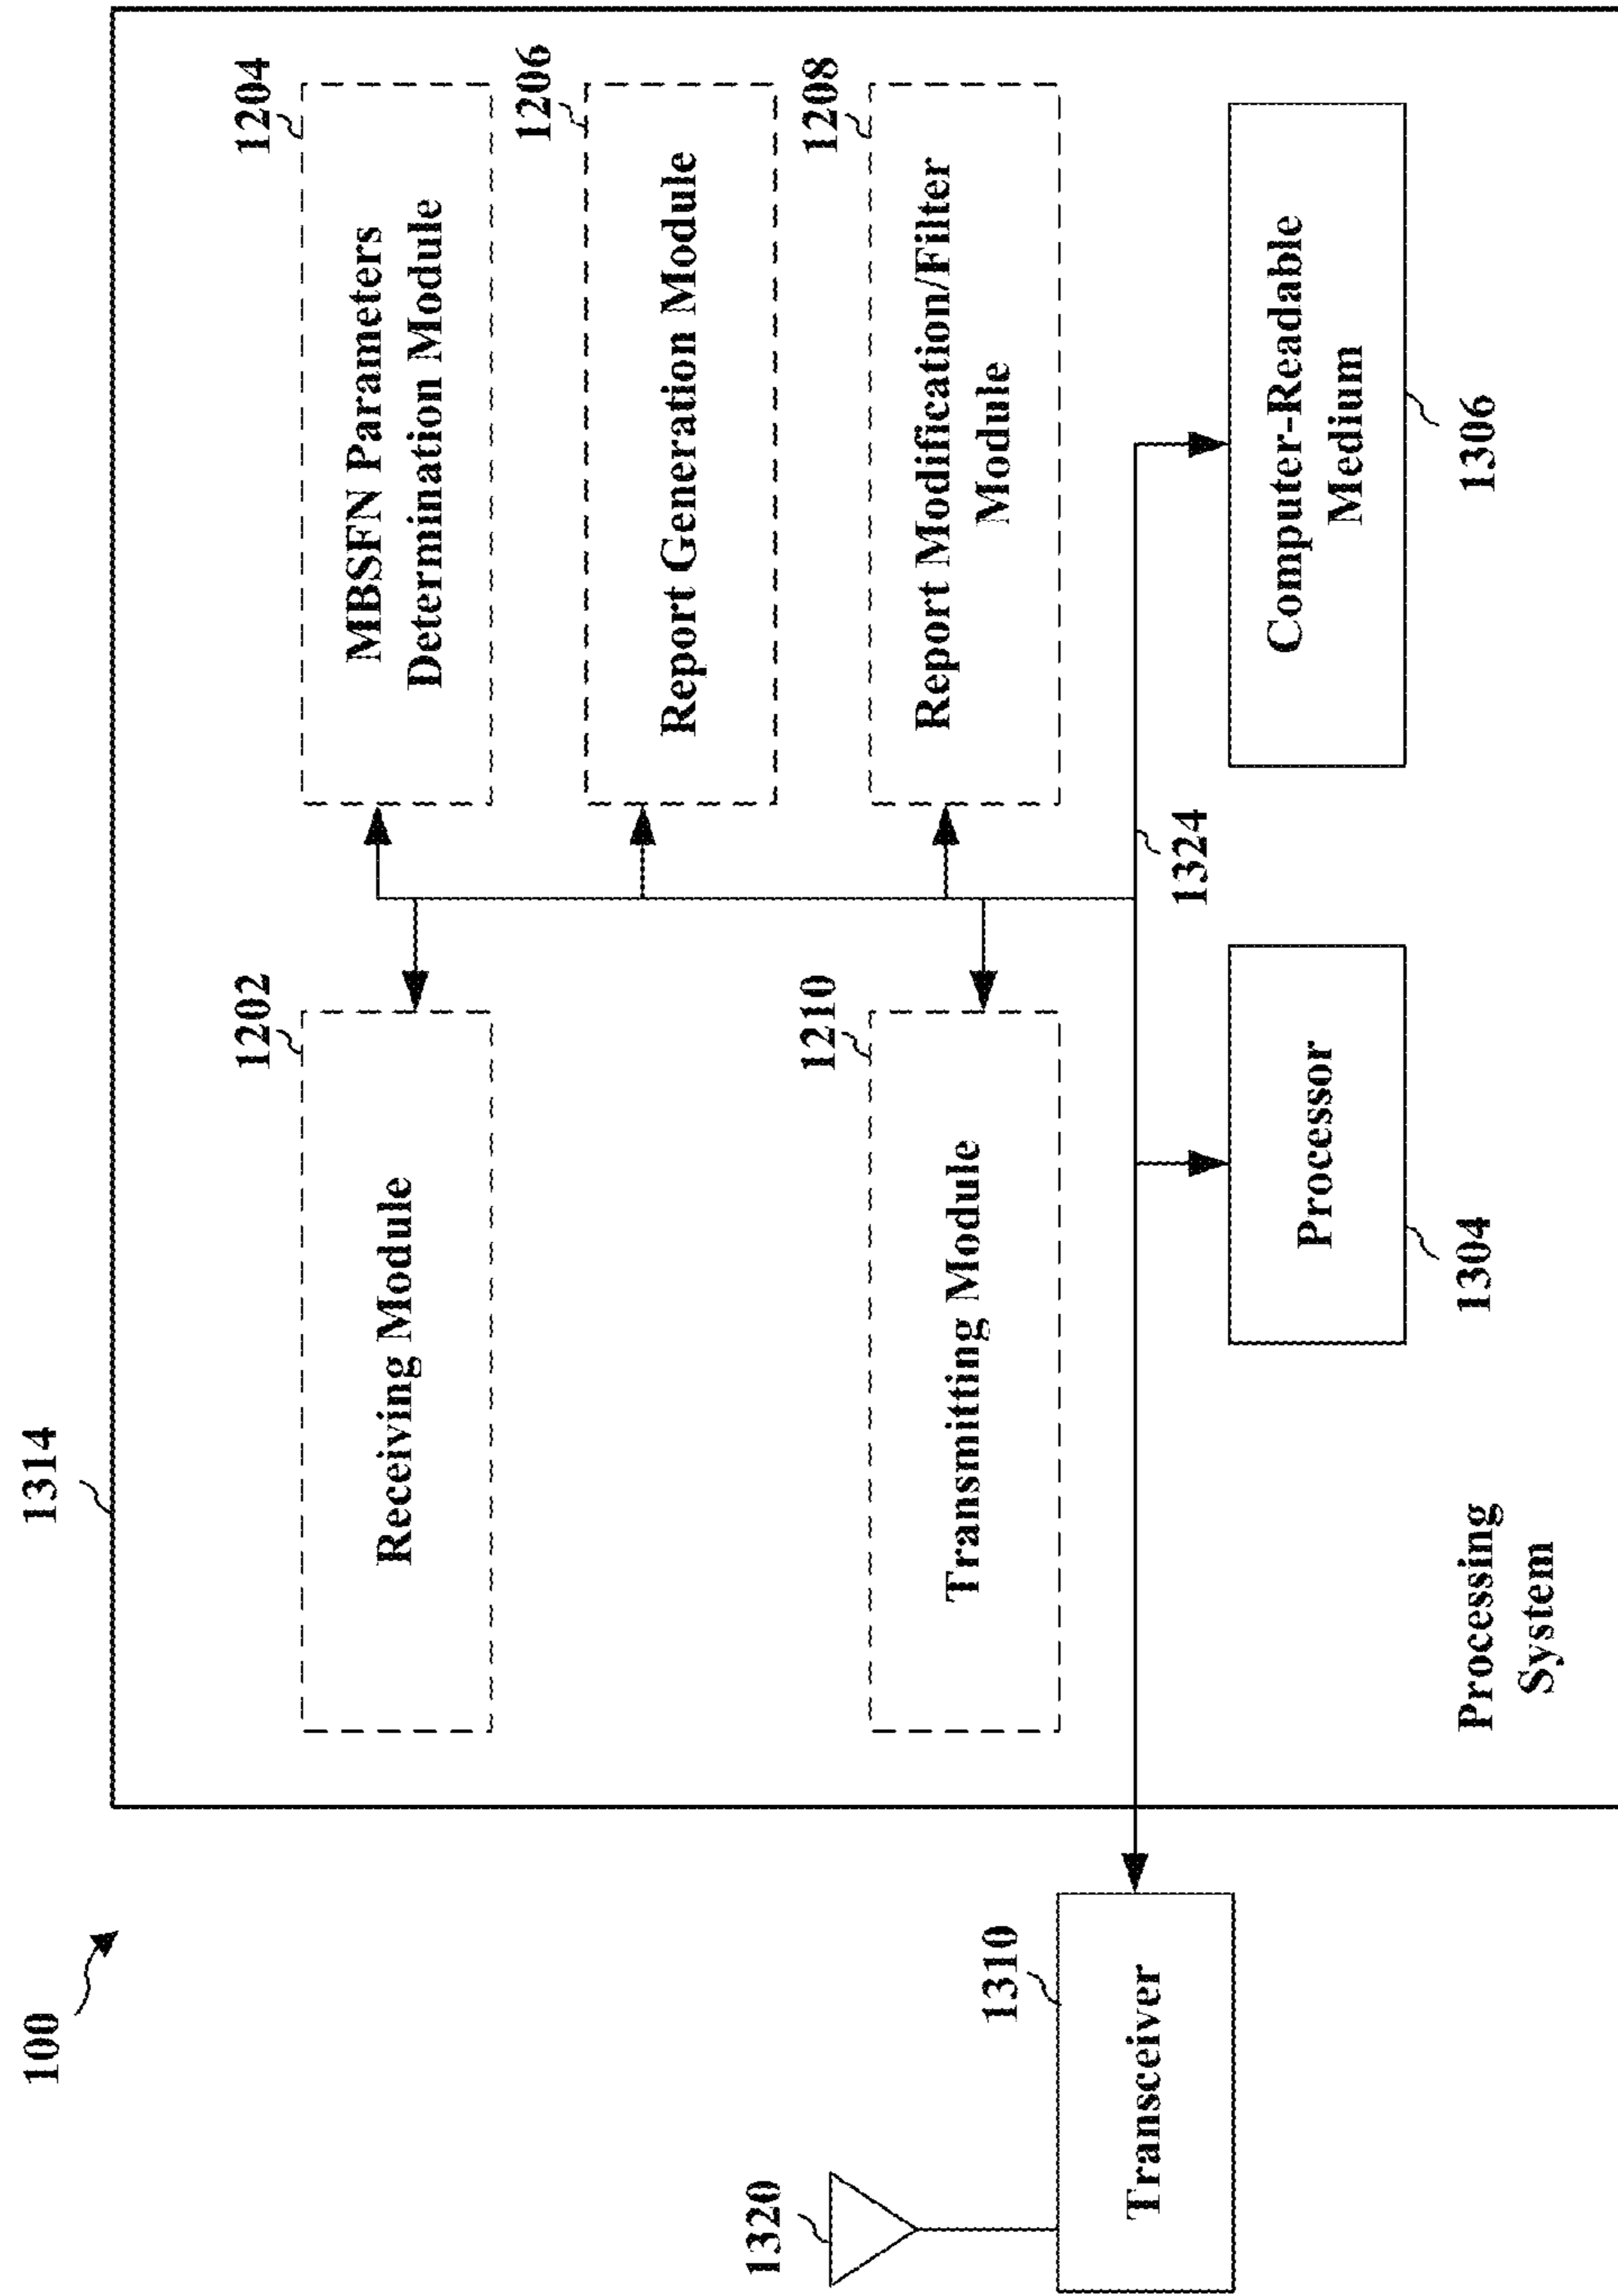 100
1314
1202
Receiving Module
1204
MBSFN Parameters
Determination Module
1206
Report Generation Module
1210
Transmitting Module
1208
Report Modification/Filter
Module
1320
1310
Transceiver
1324
Processor
1304
Computer-Readable
Medium
1306
Processing
System